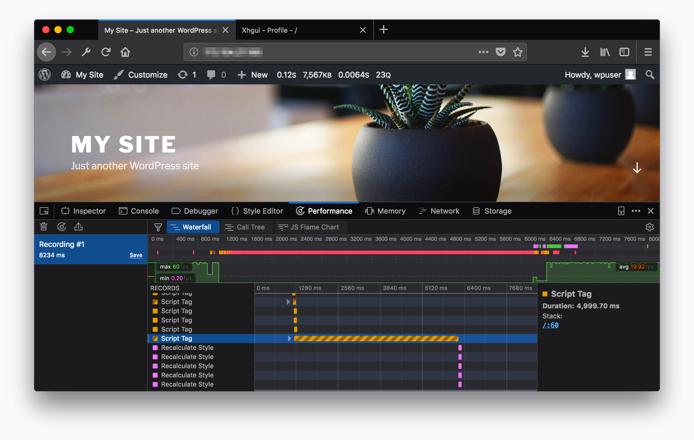 My Site – Just another WordPress s
Xhgui - Profile - /
My Site Customize 1 0 New 0.12S 7,567KB 0.0064S 23Q Howdy, wpuser
MY SITE
Just another WordPress site
Inspector Console Debugger Style Editor Performance Memory Network Storage
Waterfall Call Tree JS Flame Chart
Recording #1
8234 ms Save
0 ms 400 ms 800 ms 1200 ms 1600 ms 2000 ms 2400 ms 2800 ms 3200 ms 3600 ms 4000 ms 4400 ms 4800 ms 5200 ms 5600 ms 6000 ms 6400 ms 6800 ms 7200 ms 7600 ms 8000
max 60 fps
avg 19.92 fps
min 0.20 fps
RECORDS 0 ms 1280 ms 2560 ms 3840 ms 5120 ms 6400 ms 7680 ms
Script Tag
Script Tag
Script Tag
Script Tag
Script Tag
Script Tag
Recalculate Style
Recalculate Style
Recalculate Style
Recalculate Style
Recalculate Style
Script Tag
Duration: 4,999.70 ms
Stack:
/:60